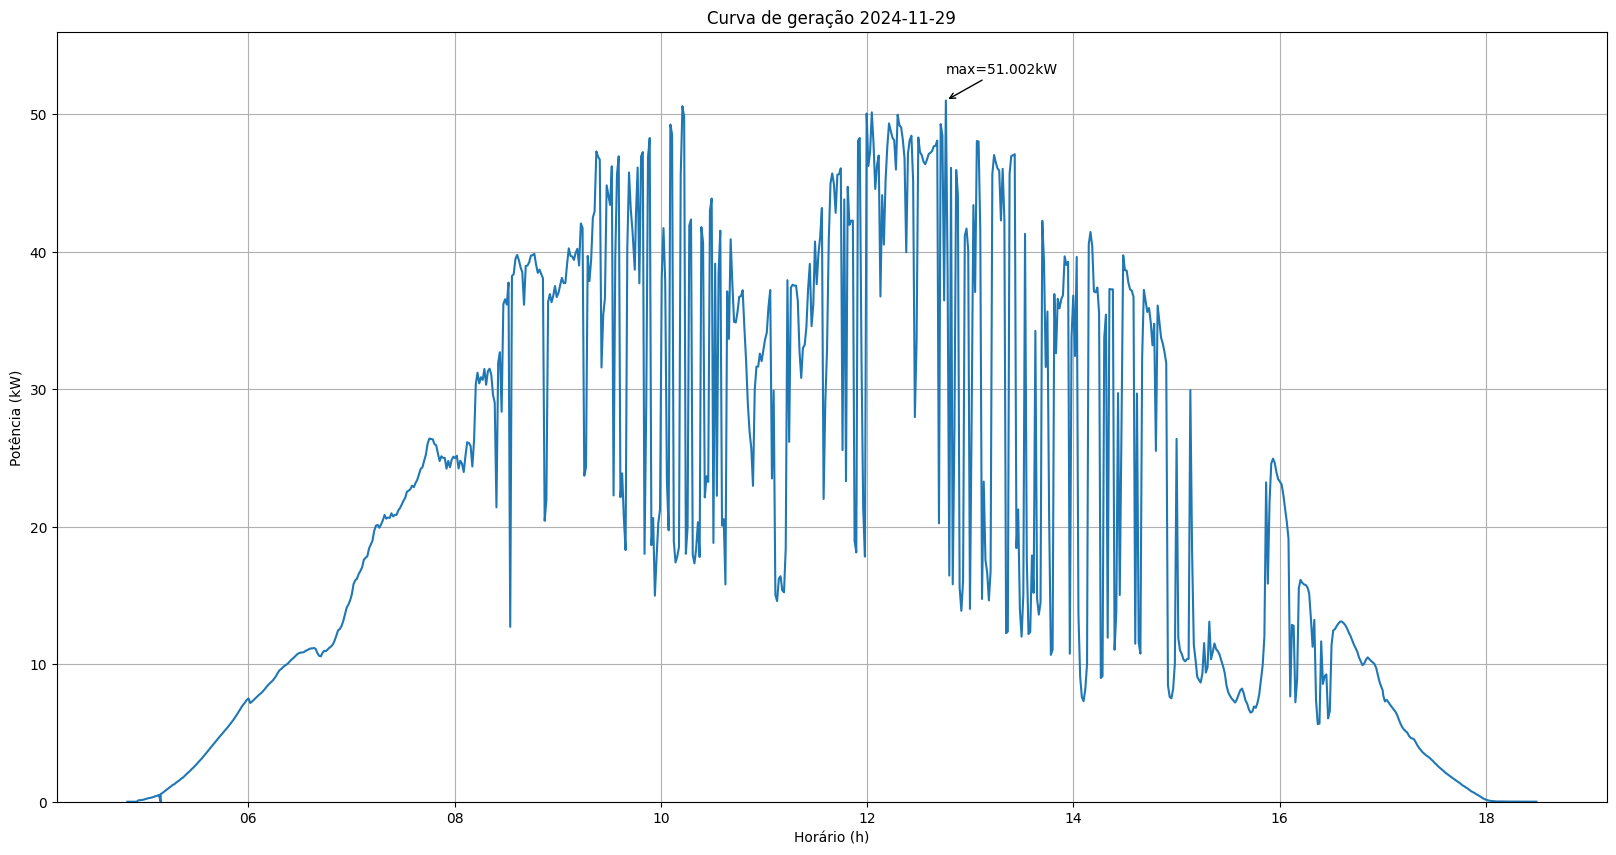 Curva de geração 2024-11-29
max=51.002kW
50
40
30
20
10
0
Potência (kW)
06 08 10 12 14 16 18
Horário (h)